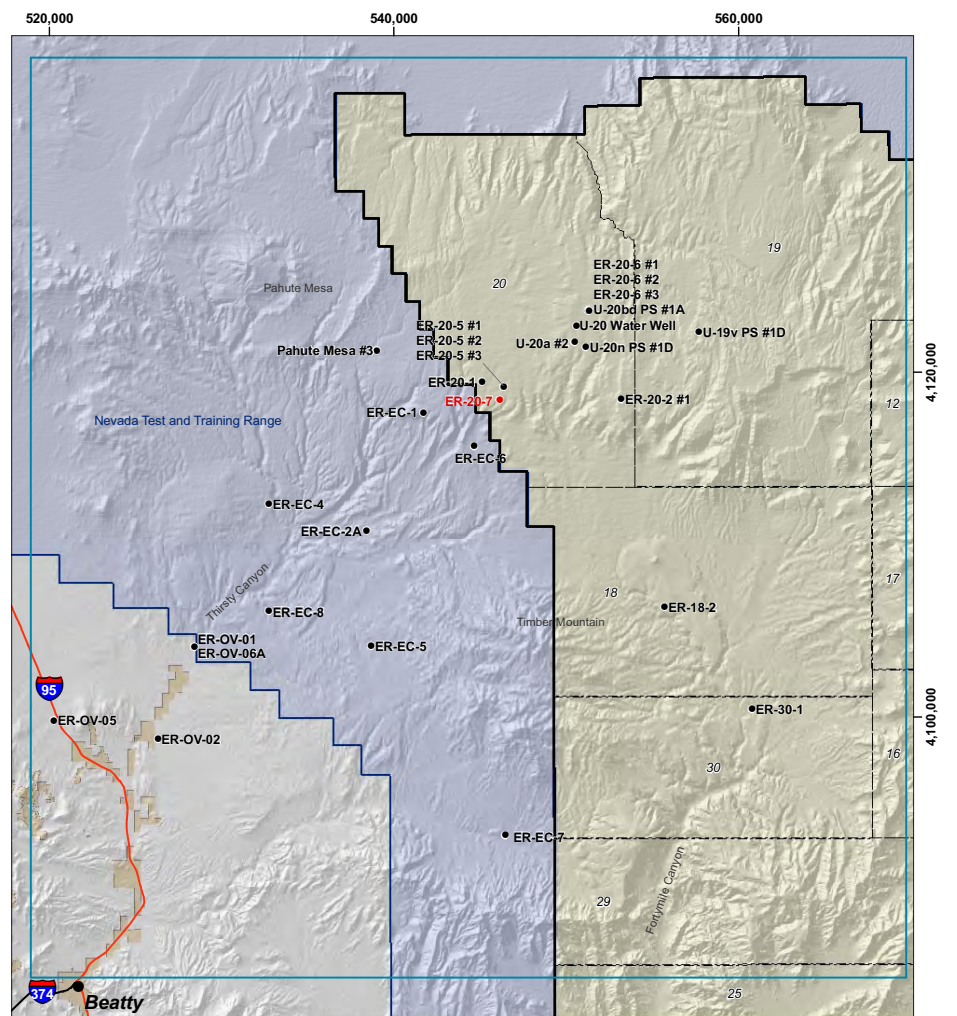 520,000
540,000
560,000
19
ER-20-6 #1
ER-20-6 #2
ER-20-6 #3
20
Pahute Mesa
U-20bd PS #1A
U-20 Water Well
ER-20-5 #1
ER-20-5 #2
ER-20-5 #3
U-19v PS #1D
U-20a #2
U-20n PS #1D
Pahute Mesa #3
4,120,000
ER-20-1
ER-20-7
ER-20-2 #1
12
ER-EC-1
Nevada Test and Training Range
ER-EC-6
ER-EC-4
ER-EC-2A
17
Thirsty Canyon
18
ER-18-2
ER-EC-8
Timber Mountain
ER-OV-01
ER-OV-06A
ER-EC-5
95
4,100,000
ER-30-1
ER-OV-05
ER-OV-02
16
30
ER-EC-7
Fortymile Canyon
29
374
Beatty
25